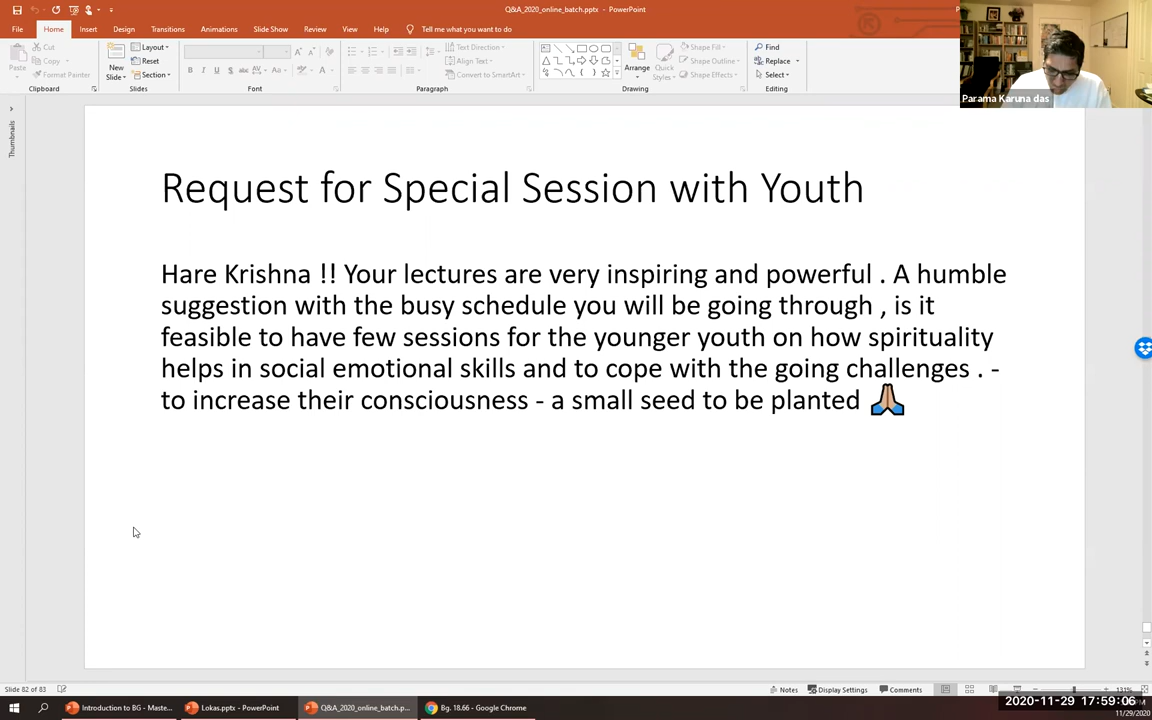 Q&A_2020_online_batch.pptx - PowerPoint
File Home Insert Design Transitions Animations Slide Show Review View Help Tell me what you want to do
Paste
Cut
Copy
Format Painter
Clipboard
New
Slide
Layout
Reset
Section
Slides
Font
Text Direction
Align Text
Convert to SmartArt
Paragraph
Arrange
Quick
Styles
Shape Fill
Shape Outline
Shape Effects
Drawing
Find
Replace
Select
Editing
Parama Karuna das
Thumbnails
Request for Special Session with Youth
Hare Krishna !! Your lectures are very inspiring and powerful . A humble
suggestion with the busy schedule you will be going through , is it
feasible to have few sessions for the younger youth on how spirituality
helps in social emotional skills and to cope with the going challenges . -
to increase their consciousness - a small seed to be planted 🙏
Slide 82 of 83
Notes Display Settings Comments
131%
Introduction to BG - Maste... Lokas.pptx - PowerPoint Q&A_2020_online_batch.p... Bg. 18.66 - Google Chrome
2020-11-29 17:59:06
11/29/2020